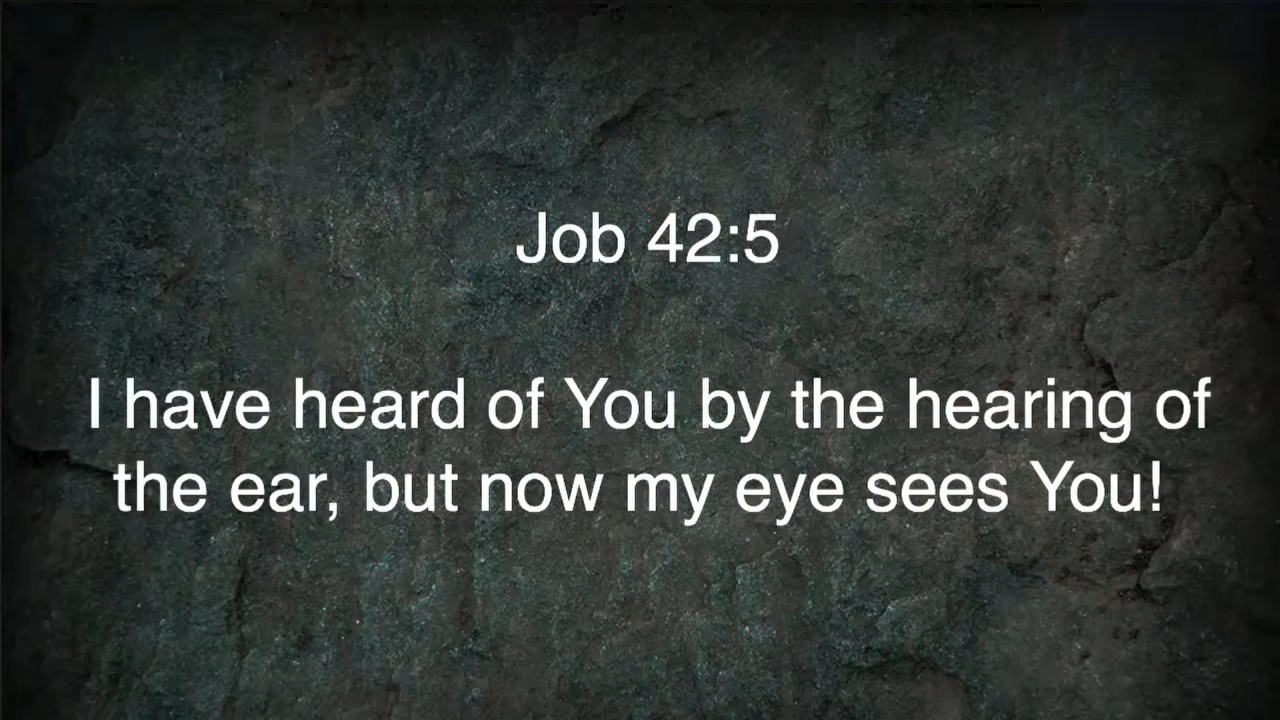 Job 42:5
I have heard of You by the hearing of
the ear, but now my eye sees You!